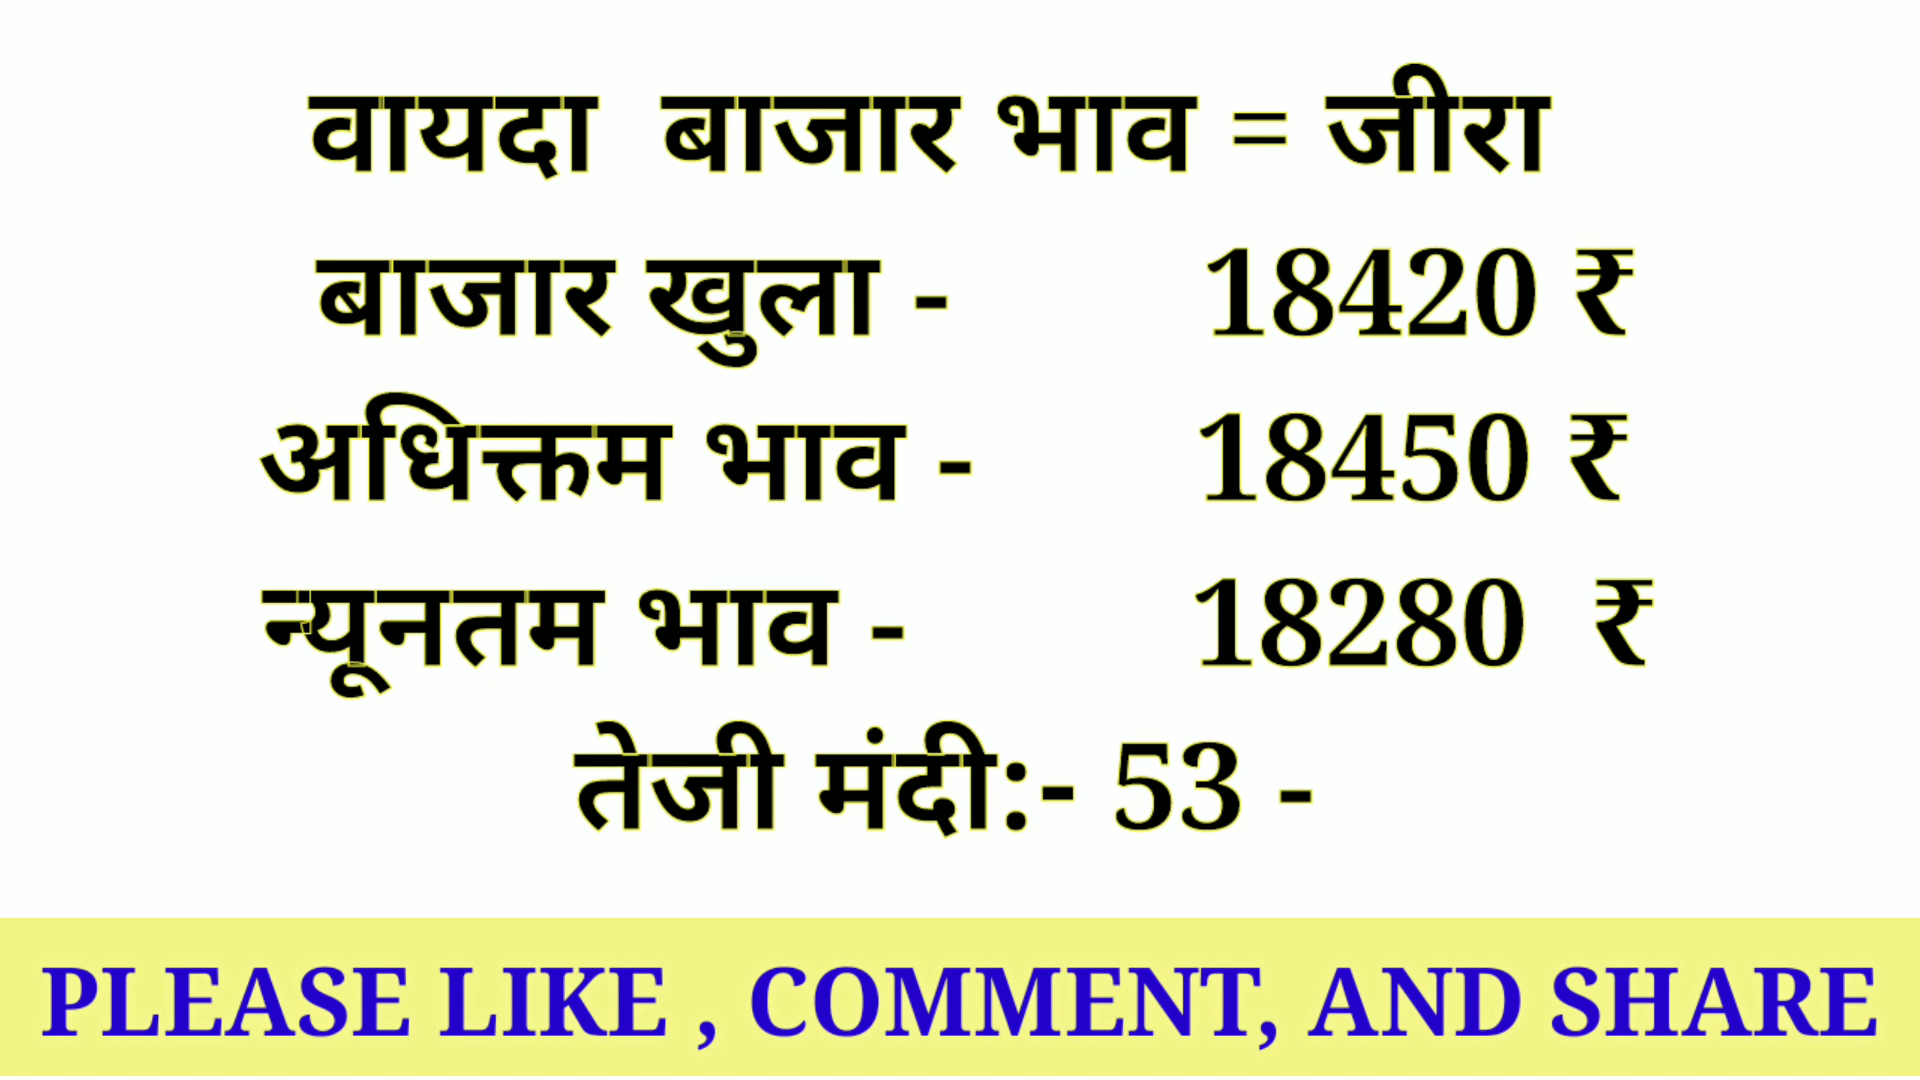 वायदा बाजार भाव = जीरा
बाजार खुला - 18420 ₹
अधिक्तम भाव - 18450 ₹
न्यूनतम भाव - 18280 ₹
तेजी मंदी:- 53 -
PLEASE LIKE , COMMENT, AND SHARE